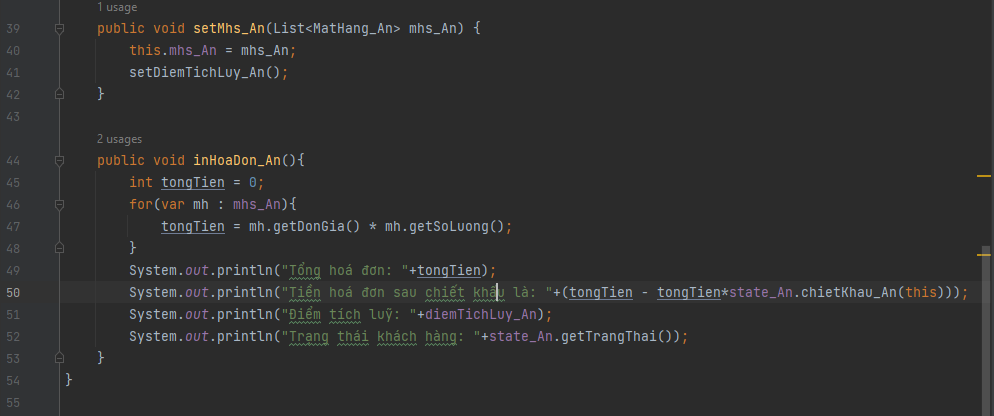 1 usage
39 public void setMhs_An(List<MatHang_An> mhs_An) {
40 this.mhs_An = mhs_An;
41 setDiemTichLuy_An();
42 }
43
2 usages
44 public void inHoaDon_An(){
45 int tongTien = 0;
46 for(var mh : mhs_An){
47 tongTien = mh.getDonGia() * mh.getSoLuong();
48 }
49 System.out.println("Tổng hoá đơn: "+tongTien);
50 System.out.println("Tiền hoá đơn sau chiết khấu là: "+(tongTien - tongTien*state_An.chietKhau_An(this)));
51 System.out.println("Điểm tích luỹ: "+diemTichLuy_An);
52 System.out.println("Trạng thái khách hàng: "+state_An.getTrangThai());
53 }
54 }
55